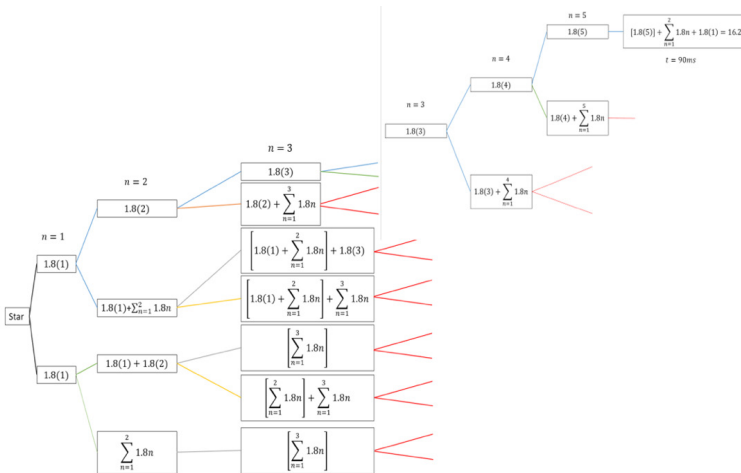 n = 5
1.8(5)
[1.8(5)] + ∑_{n=1}^{2} 1.8n + 1.8(1) = 16.2
t = 90ms
n = 4
1.8(4)
1.8(4) + ∑_{n=1}^{5} 1.8n
n = 3
1.8(3)
1.8(3) + ∑_{n=1}^{4} 1.8n
n = 3
1.8(3)
1.8(2) + ∑_{n=1}^{3} 1.8n
n = 2
1.8(2)
[1.8(1) + ∑_{n=1}^{2} 1.8n] + 1.8(3)
n = 1
1.8(1)
1.8(1)+∑_{n=1}^{2} 1.8n
[1.8(1) + ∑_{n=1}^{2} 1.8n] + ∑_{n=1}^{3} 1.8n
Star
1.8(1)
1.8(1) + 1.8(2)
[∑_{n=1}^{3} 1.8n]
[∑_{n=1}^{2} 1.8n] + ∑_{n=1}^{3} 1.8n
∑_{n=1}^{2} 1.8n
[∑_{n=1}^{3} 1.8n]